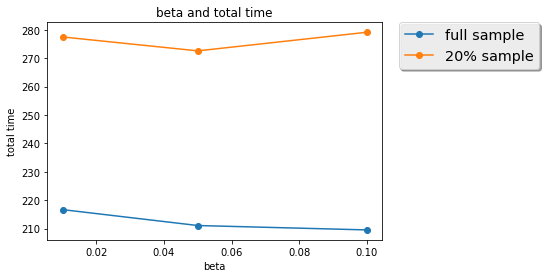 beta and total time
full sample
20% sample
total time
280
270
260
250
240
230
220
210
0.02
0.04
0.06
0.08
0.10
beta